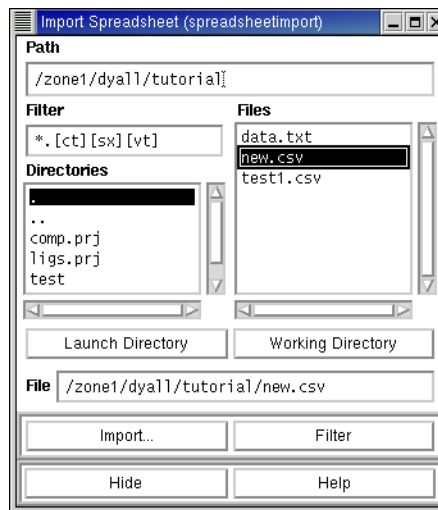 Import Spreadsheet (spreadsheetimport)
Path
/zone1/dyall/tutorial
Filter
*.[ct][sx][vt]
Files
data.txt
new.csv
test1.csv
Directories
.
..
comp.prj
ligs.prj
test
Launch Directory
Working Directory
File /zone1/dyall/tutorial/new.csv
Import...
Filter
Hide
Help